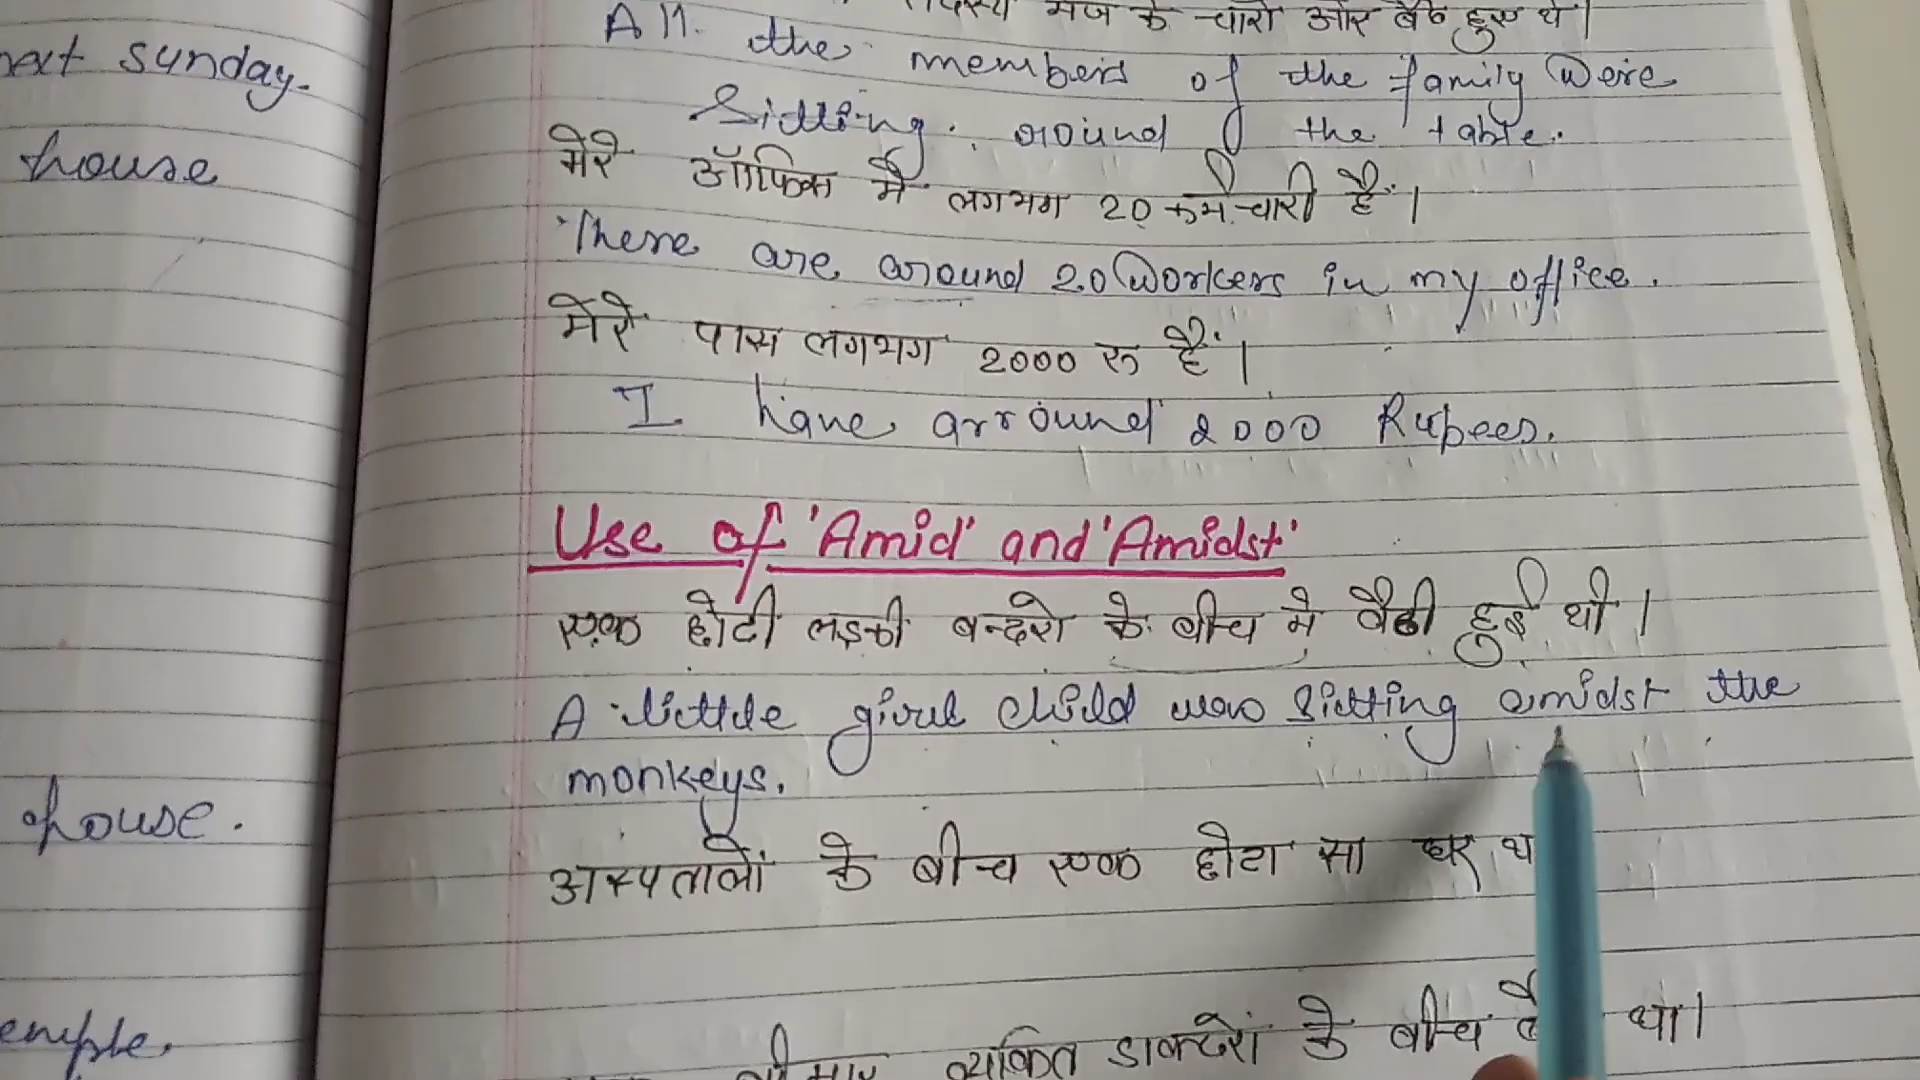 next sunday.
house
house.
मेज के चारो ओर बैठे हुए थे।
All the members of the family were
sitting around the table.
मेरे ऑफिस मे लगभग 20 कर्मचारी हैं।
There are around 20 workers in my office.
मेरे पास लगभग 2000 रु हैं।
I have arround 2000 Rupees.
Use of 'Amid' and 'Amidst'
एक छोटी लड़की बन्दरो के बीच मे बैठी हुई थी।
A little girl child was sitting amidst the
monkeys.
अस्पतालों के बीच एक छोटा सा घर
व्यक्ति डाक्टरों के बीच था।